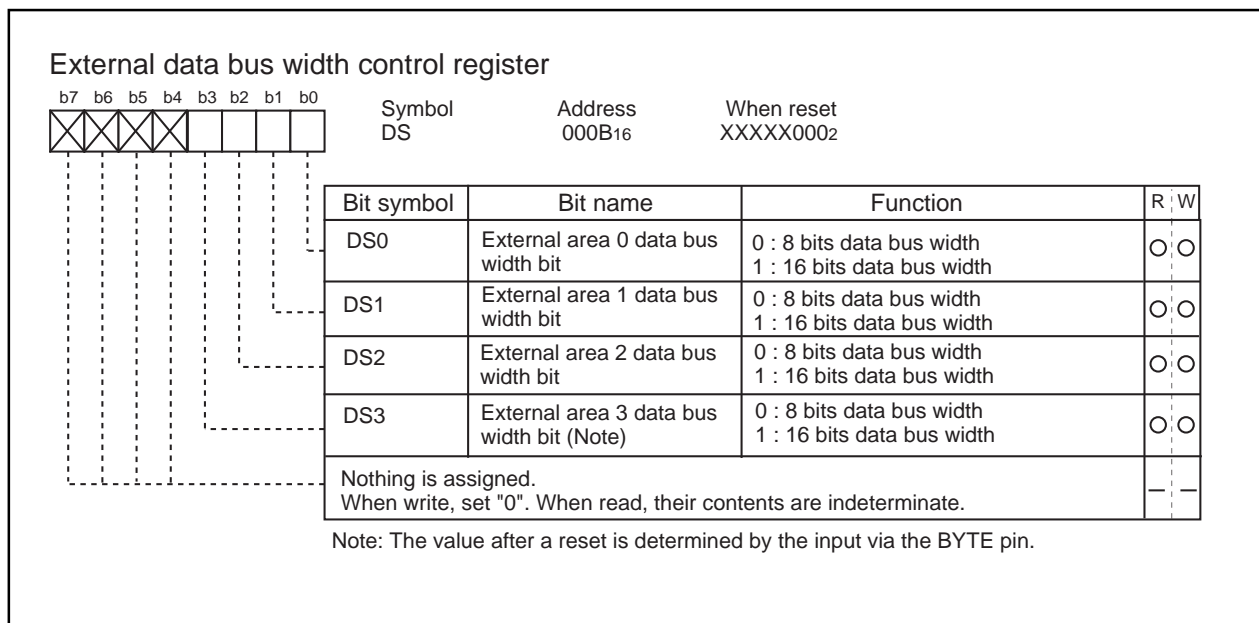 External data bus width control register
b7 b6 b5 b4 b3 b2 b1 b0
Symbol Address When reset
DS 000B16 XXXXX0002
Bit symbol Bit name Function R W
DS0 External area 0 data bus width bit 0 : 8 bits data bus width
1 : 16 bits data bus width
DS1 External area 1 data bus width bit 0 : 8 bits data bus width
1 : 16 bits data bus width
DS2 External area 2 data bus width bit 0 : 8 bits data bus width
1 : 16 bits data bus width
DS3 External area 3 data bus width bit (Note) 0 : 8 bits data bus width
1 : 16 bits data bus width
Nothing is assigned.
When write, set "0". When read, their contents are indeterminate.
Note: The value after a reset is determined by the input via the BYTE pin.